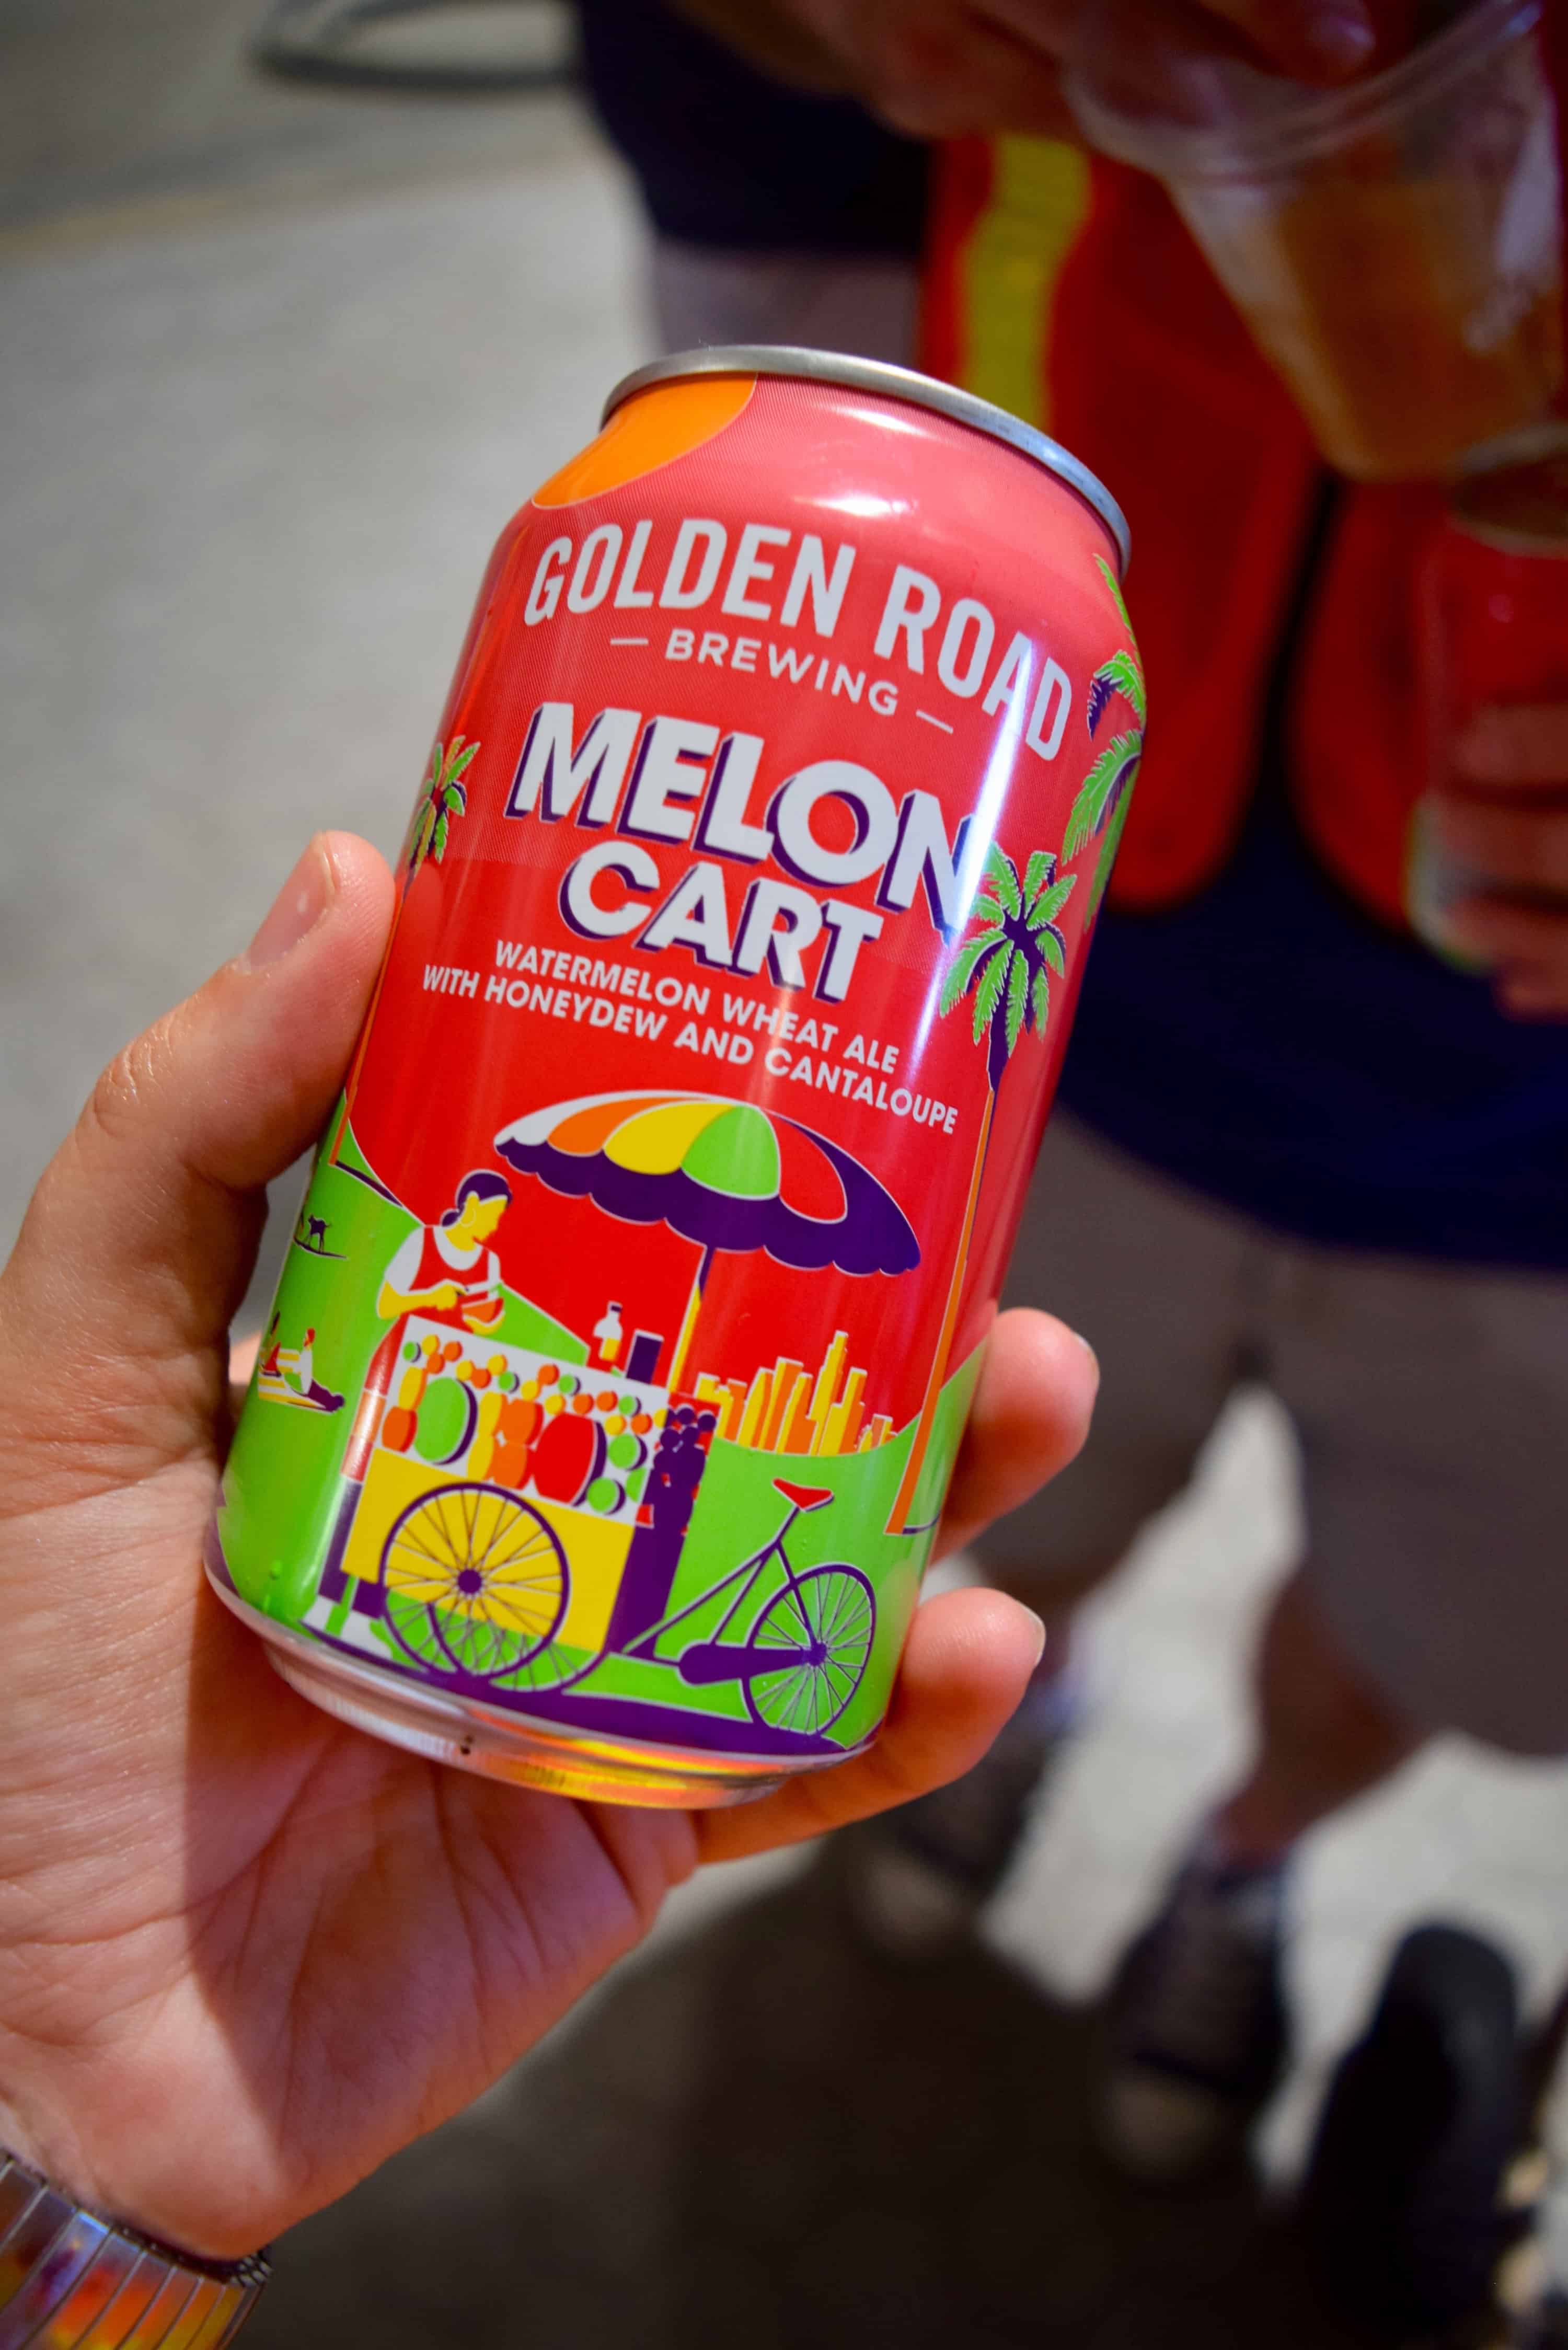 GOLDEN ROAD
— BREWING —
MELON
CART
WATERMELON WHEAT ALE
WITH HONEYDEW AND CANTALOUPE